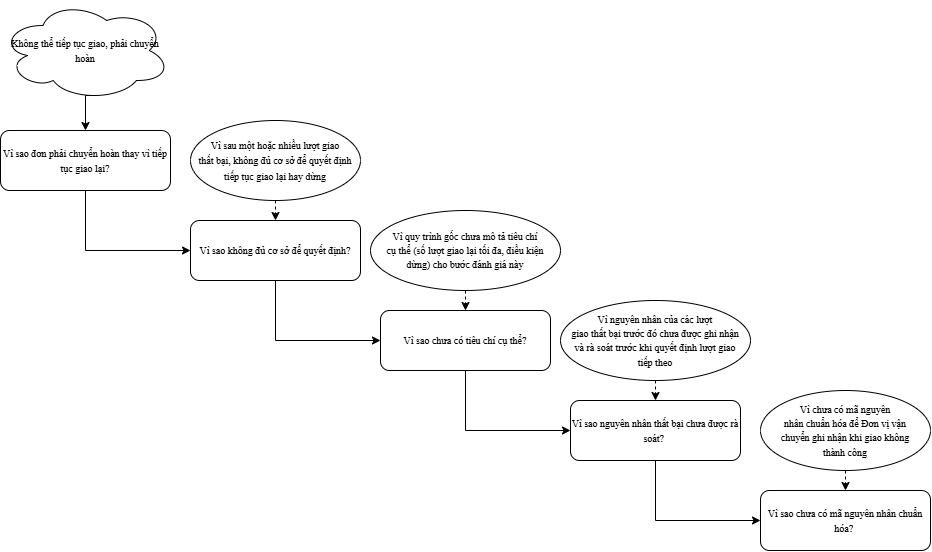 Không thể tiếp tục giao, phải chuyển
hoàn
Vì sao đơn phải chuyển hoàn thay vì tiếp
tục giao lại?
Vì sau một hoặc nhiều lượt giao
thất bại, không đủ cơ sở để quyết định
tiếp tục giao lại hay dừng
Vì sao không đủ cơ sở để quyết định?
Vì quy trình gốc chưa mô tả tiêu chí
cụ thể (số lượt giao lại tối đa, điều kiện
dừng) cho bước đánh giá này
Vì sao chưa có tiêu chí cụ thể?
Vì nguyên nhân của các lượt
giao thất bại trước đó chưa được ghi nhận
và rà soát trước khi quyết định lượt giao
tiếp theo
Vì sao nguyên nhân thất bại chưa được rà
soát?
Vì chưa có mã nguyên
nhân chuẩn hóa để Đơn vị vận
chuyển ghi nhận khi giao không
thành công
Vì sao chưa có mã nguyên nhân chuẩn
hóa?